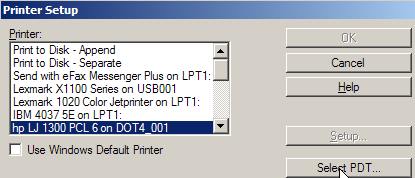 Printer Setup
Printer:
Print to Disk - Append
Print to Disk - Separate
Send with eFax Messenger Plus on LPT1:
Lexmark X1100 Series on USB001
Lexmark 1020 Color Jetprinter on LPT1:
IBM 4037 5E on LPT1:
hp LJ 1300 PCL 6 on DOT4_001
Use Windows Default Printer
OK
Cancel
Help
Setup...
Select PDT...